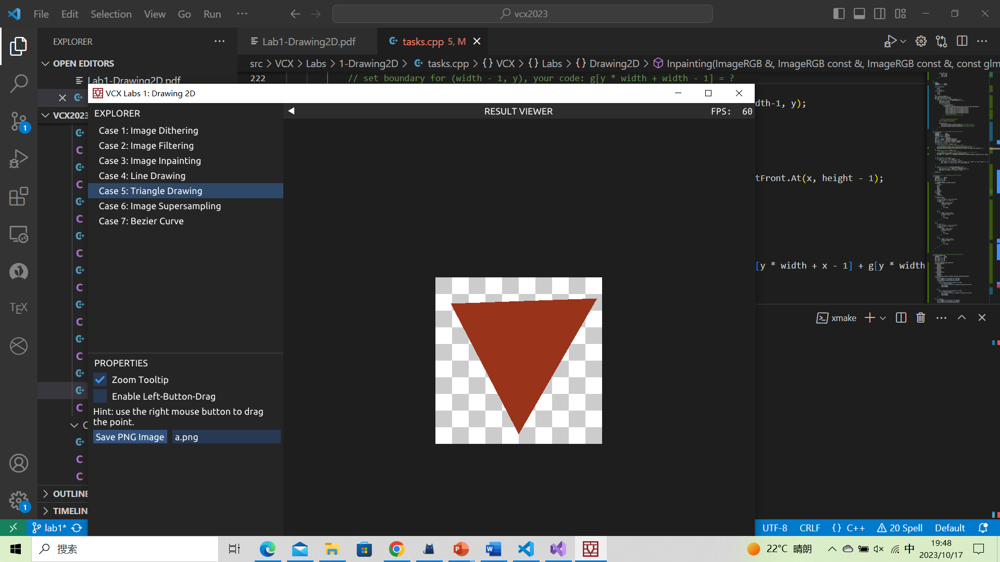 File Edit Selection View Go Run ···
vcx2023
EXPLORER ···
Lab1-Drawing2D.pdf
tasks.cpp 5, M
OPEN EDITORS
src > VCX > Labs > 1-Drawing2D > tasks.cpp > {} VCX > {} Labs > {} Drawing2D > Inpainting(ImageRGB &, ImageRGB const &, ImageRGB const &, const glm
Lab1-Drawing2D.pdf
222 // set boundary for (width - 1, y), your code: g[y * width + width - 1] = ?
VCX2023
VCX Labs 1: Drawing 2D
EXPLORER
RESULT VIEWER
FPS: 60
Case 1: Image Dithering
Case 2: Image Filtering
Case 3: Image Inpainting
Case 4: Line Drawing
Case 5: Triangle Drawing
Case 6: Image Supersampling
Case 7: Bezier Curve
dth-1, y);
tFront.At(x, height - 1);
[y * width + x - 1] + g[y * width
xmake
PROPERTIES
Zoom Tooltip
Enable Left-Button-Drag
Hint: use the right mouse button to drag
the point.
Save PNG Image a.png
TEX
OUTLINE
TIMELIN
1
1
lab1*
UTF-8 CRLF {} C++ 20 Spell Default
搜索
22°C 晴朗
中
19:48
2023/10/17